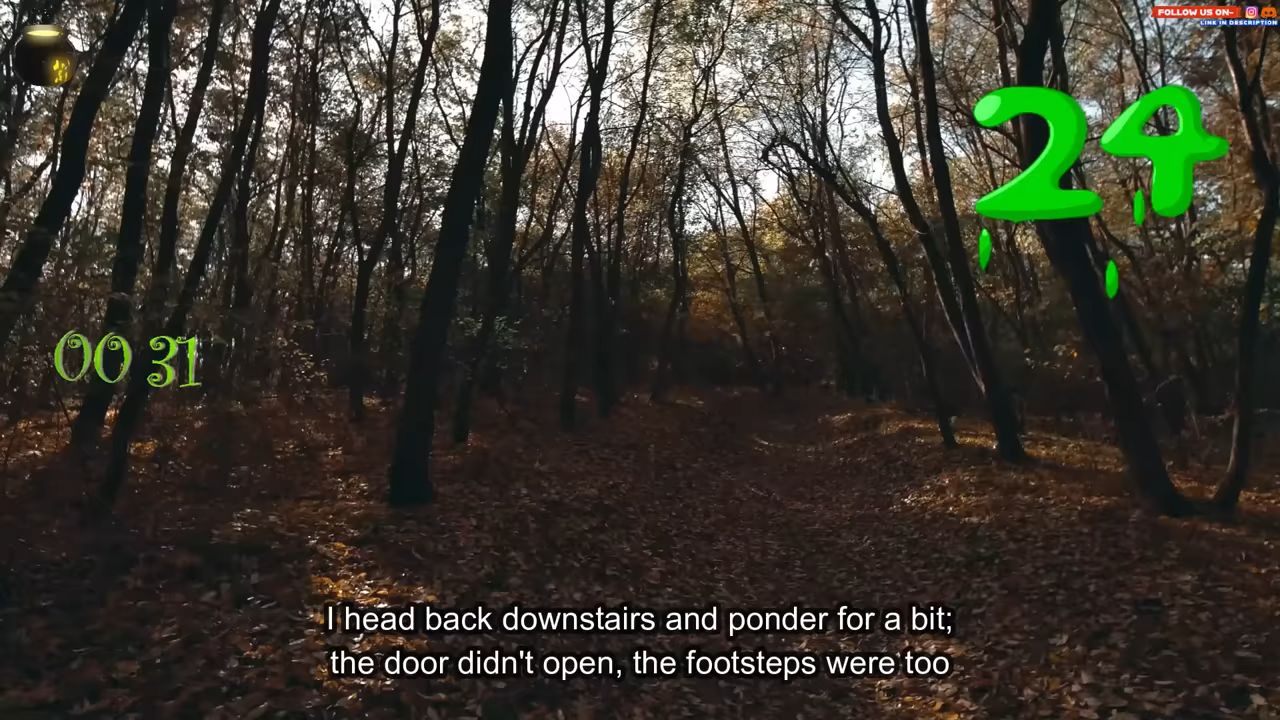 FOLLOW US ON-
LINK IN DESCRIPTION
24
00 31
I head back downstairs and ponder for a bit;
the door didn't open, the footsteps were too